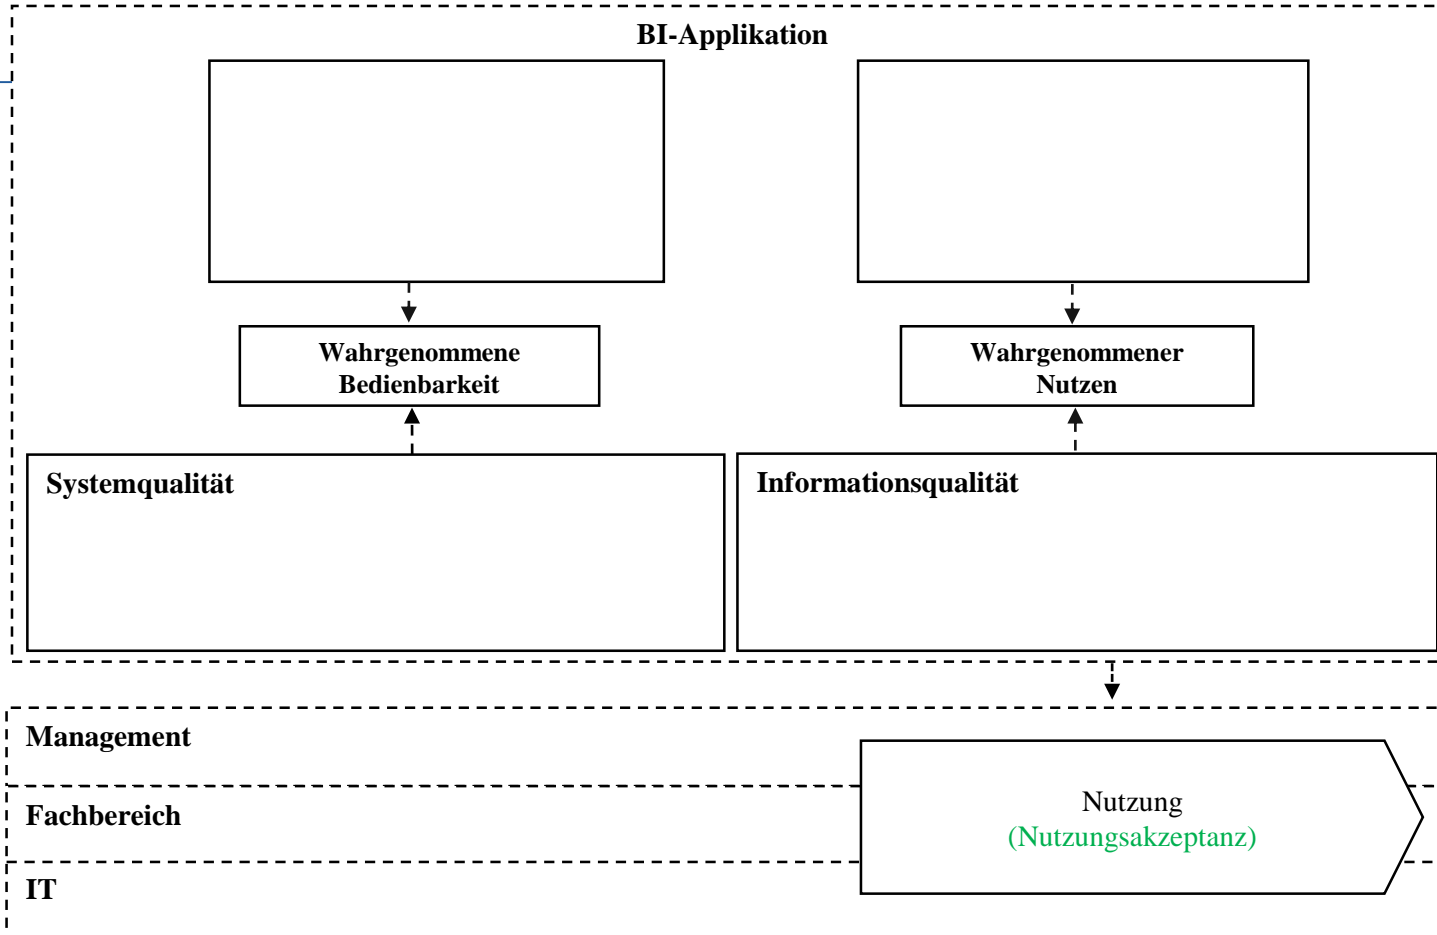 BI-Applikation
Wahrgenommene
Bedienbarkeit
Wahrgenommener
Nutzen
Systemqualität
Informationsqualität
Management
Fachbereich
IT
Nutzung
(Nutzungsakzeptanz)